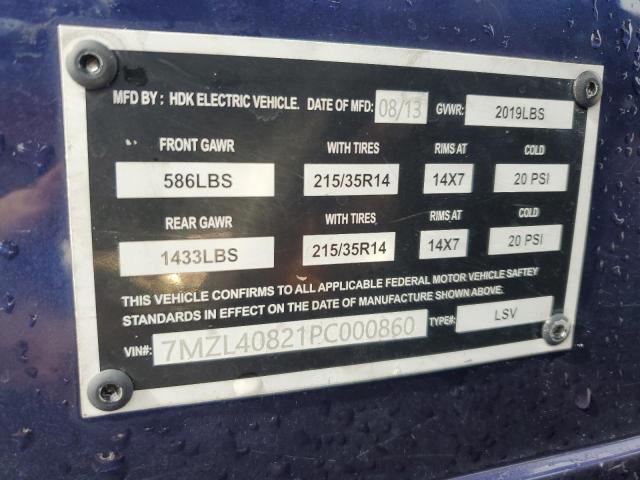 MFD BY: HDK ELECTRIC VEHICLE. DATE OF MFD: 08/13 GVWR: 2019LBS
FRONT GAWR WITH TIRES RIMS AT COLD
586LBS 215/35R14 14X7 20 PSI
REAR GAWR WITH TIRES RIMS AT COLD
1433LBS 215/35R14 14X7 20 PSI
THIS VEHICLE CONFIRMS TO ALL APPLICABLE FEDERAL MOTOR VEHICLE SAFTEY
STANDARDS IN EFFECT ON THE DATE OF MANUFACTURE SHOWN ABOVE.
VIN#: 7MZL40821PC000860 TYPE#: LSV